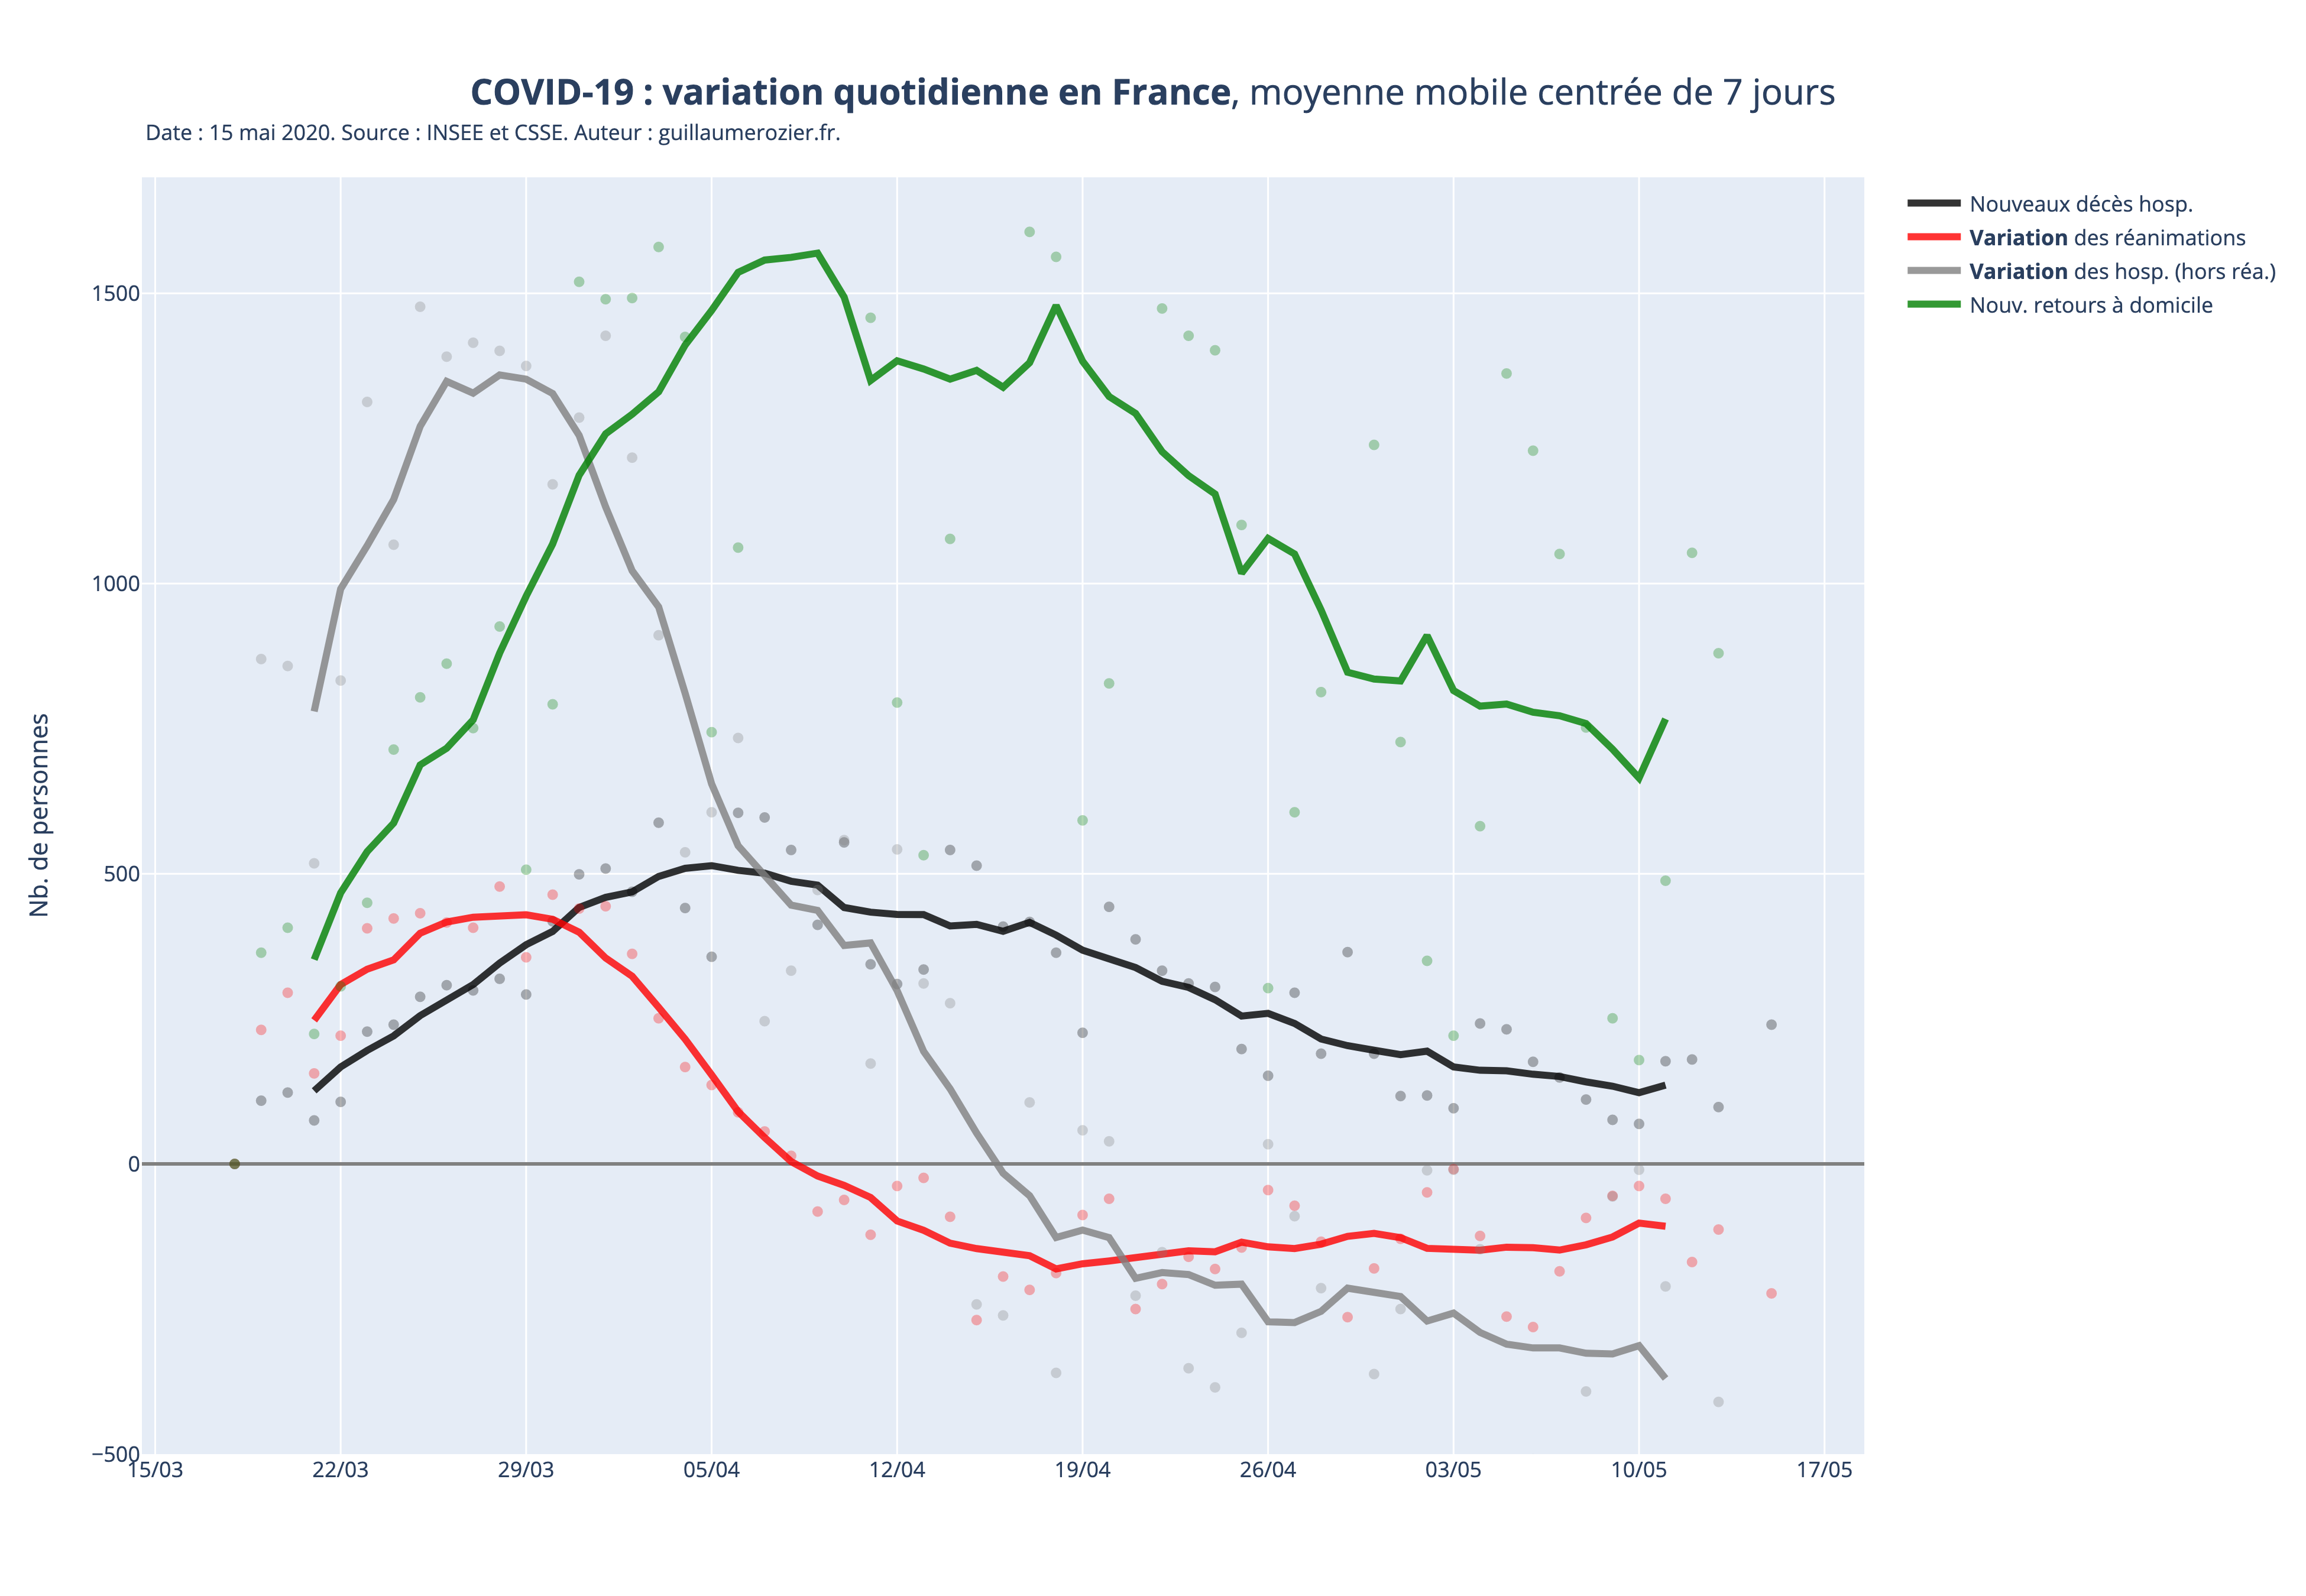 COVID-19 : variation quotidienne en France, moyenne mobile centrée de 7 jours
Date : 15 mai 2020. Source : INSEE et CSSE. Auteur : guillaumerozier.fr.
Nouveaux décès hosp.
Variation des réanimations
Variation des hosp. (hors réa.)
Nouv. retours à domicile
Nb. de personnes
1500
1000
500
0
−500
15/03 22/03 29/03 05/04 12/04 19/04 26/04 03/05 10/05 17/05